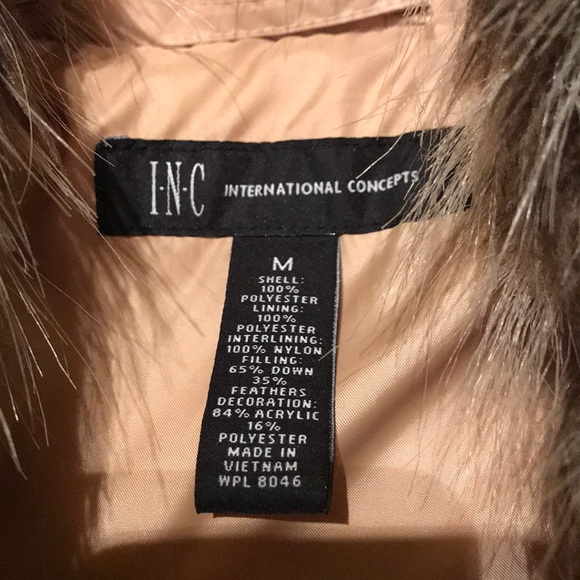 I·N·C INTERNATIONAL CONCEPTS
M
SHELL:
100%
POLYESTER
LINING:
100%
POLYESTER
INTERLINING:
100% NYLON
FILLING:
65% DOWN
35%
FEATHERS
DECORATION:
84% ACRYLIC
16%
POLYESTER
MADE IN
VIETNAM
WPL 8046